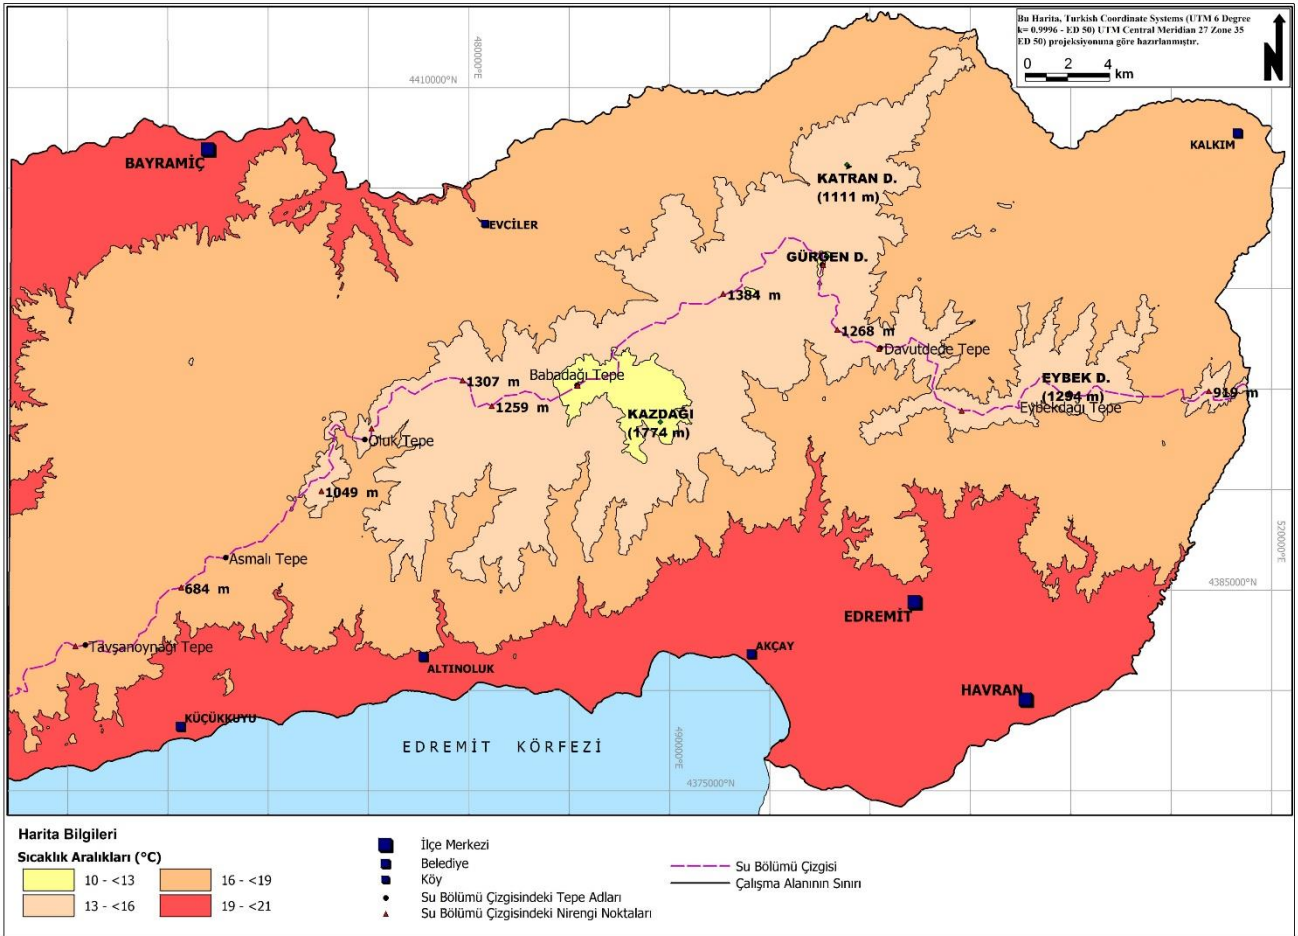 Bu Harita, Turkish Coordinate Systems (UTM 6 Degree
k= 0.9996 - ED 50) UTM Central Meridian 27 Zone 35
ED 50) projeksiyonuna göre hazırlanmıştır.
0 2 4 km
N
480000°E
4410000°N
BAYRAMİÇ
KALKIM
KATRAN D.
(1111 m)
EVCİLER
GÜRGEN D.
1384 m
1268 m
Davutdede Tepe
1307 m
Babadağı Tepe
EYBEK D.
(1294 m)
919 m
1259 m
KAZDAĞI
(1774 m)
Eybekdağı Tepe
Oluk Tepe
1049 m
520000°E
Asmalı Tepe
684 m
4385000°N
EDREMİT
Tavşanoynağı Tepe
AKÇAY
ALTINOLUK
HAVRAN
KÜÇÜKKUYU
EDREMİT KÖRFEZİ
490000°E
4375000°N
Harita Bilgileri
Sıcaklık Aralıkları (°C)
10 - <13
16 - <19
13 - <16
19 - <21
İlçe Merkezi
Belediye
Köy
Su Bölümü Çizgisindeki Tepe Adları
Su Bölümü Çizgisindeki Nirengi Noktaları
Su Bölümü Çizgisi
Çalışma Alanının Sınırı